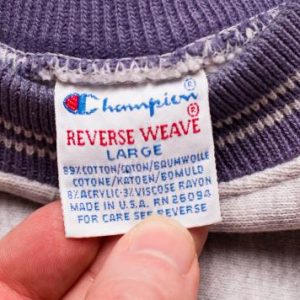 Champion®
REVERSE WEAVE®
LARGE
89% COTTON/COTON/BAUMWOLLE
COTONE/KATOEN/BOMULD
8% ACRYLIC·3% VISCOSE RAYON
MADE IN U.S.A. RN 26094
FOR CARE SEE REVERSE